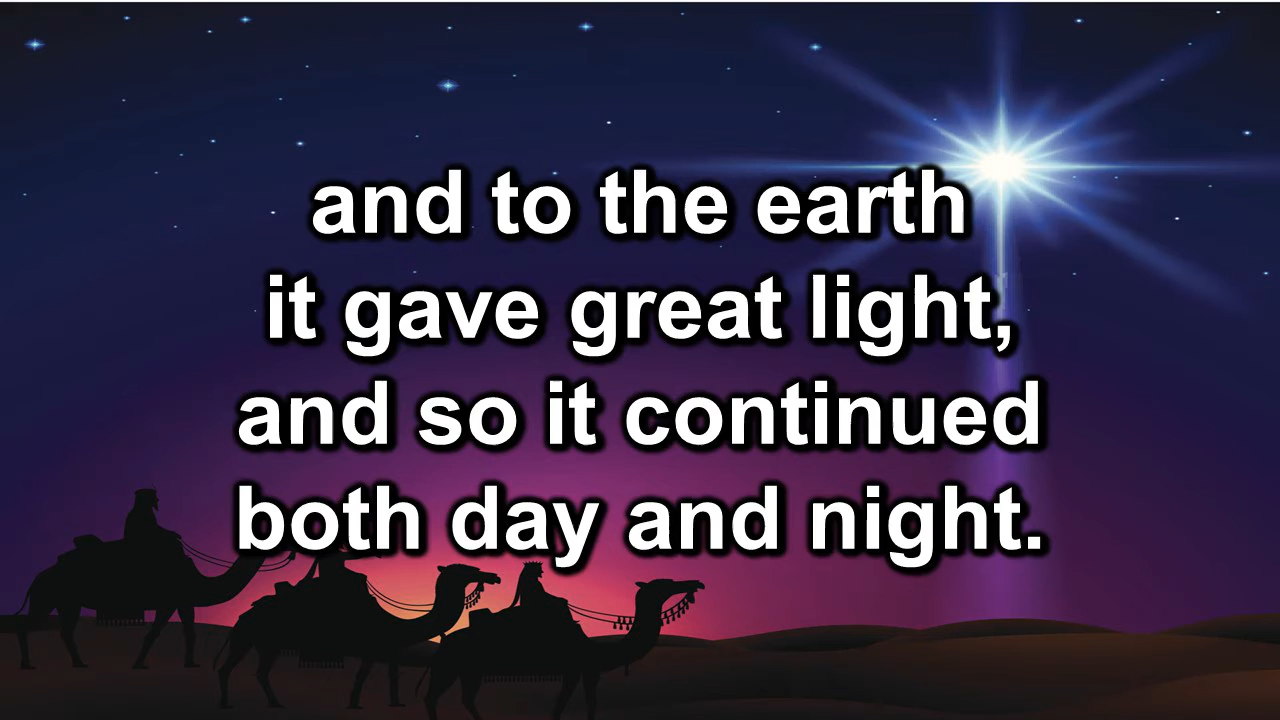 and to the earth
it gave great light,
and so it continued
both day and night.